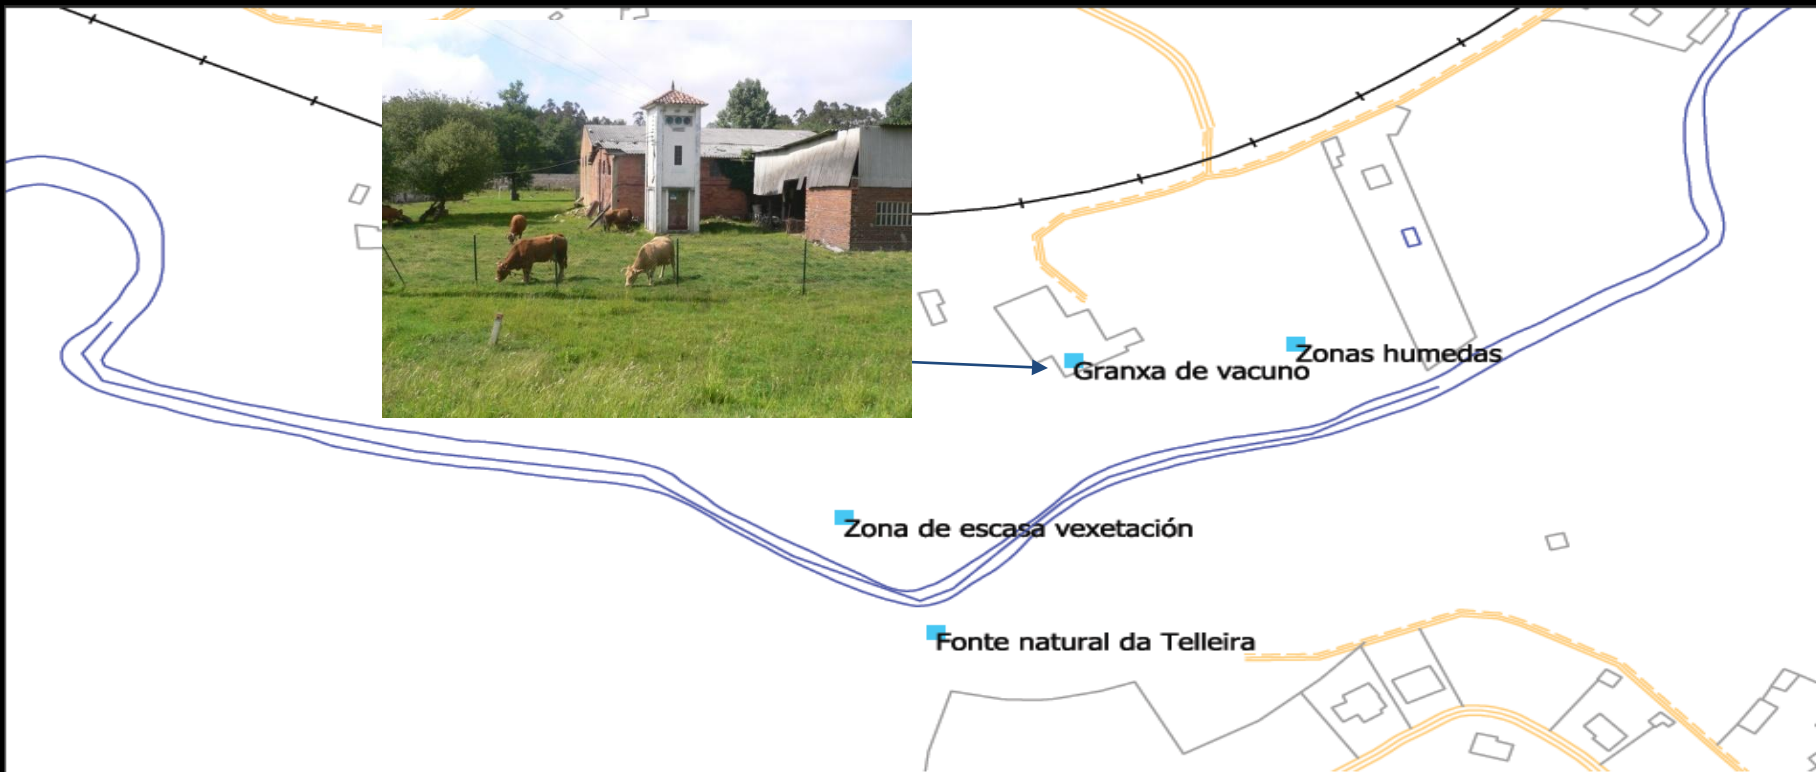 Zonas humedas
Granxa de vacuno
Zona de escasa vexetación
Fonte natural da Telleira